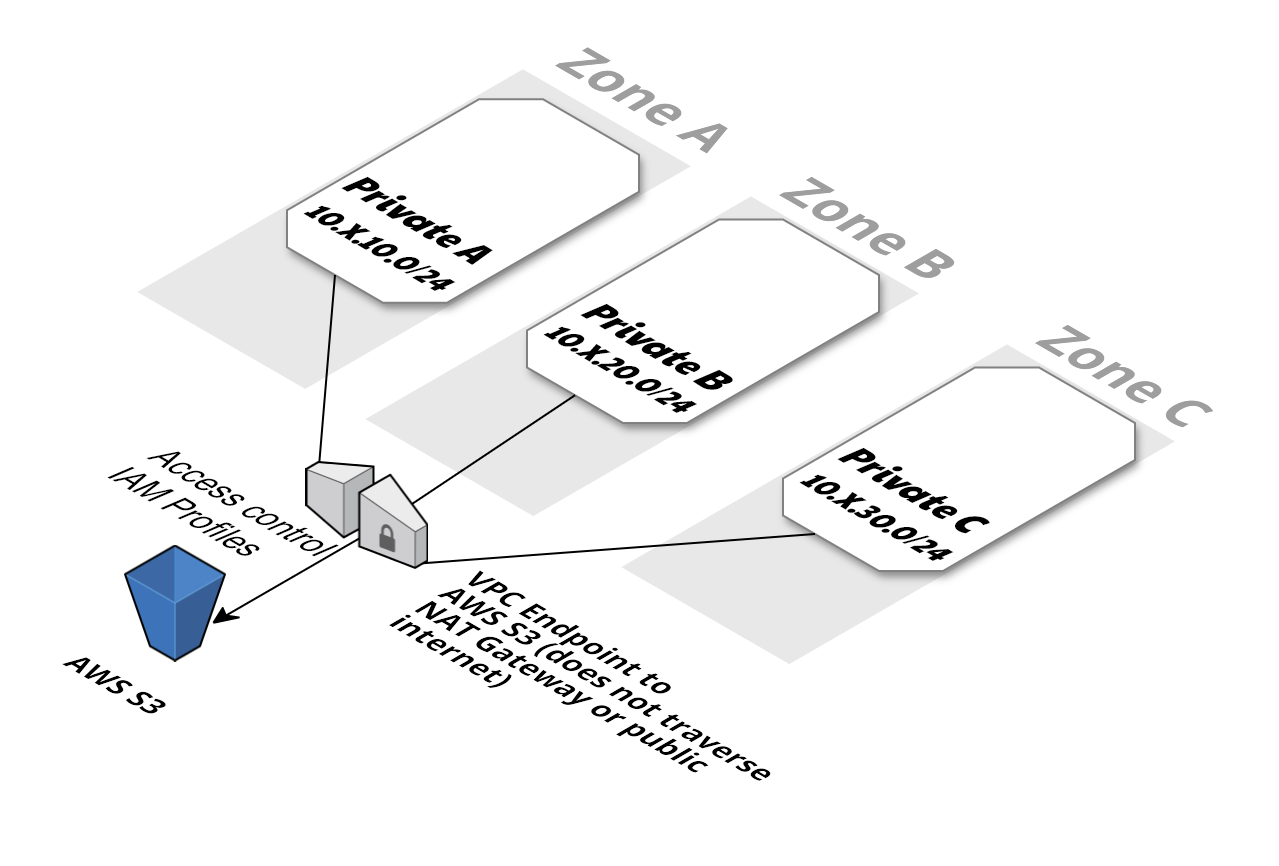 Zone A
Private A
10.X.10.0/24
Zone B
Private B
10.X.20.0/24
Zone C
Private C
10.X.30.0/24
Access control
IAM Profiles
AWS S3
VPC Endpoint to
AWS S3 (does not traverse
NAT Gateway or public
internet)